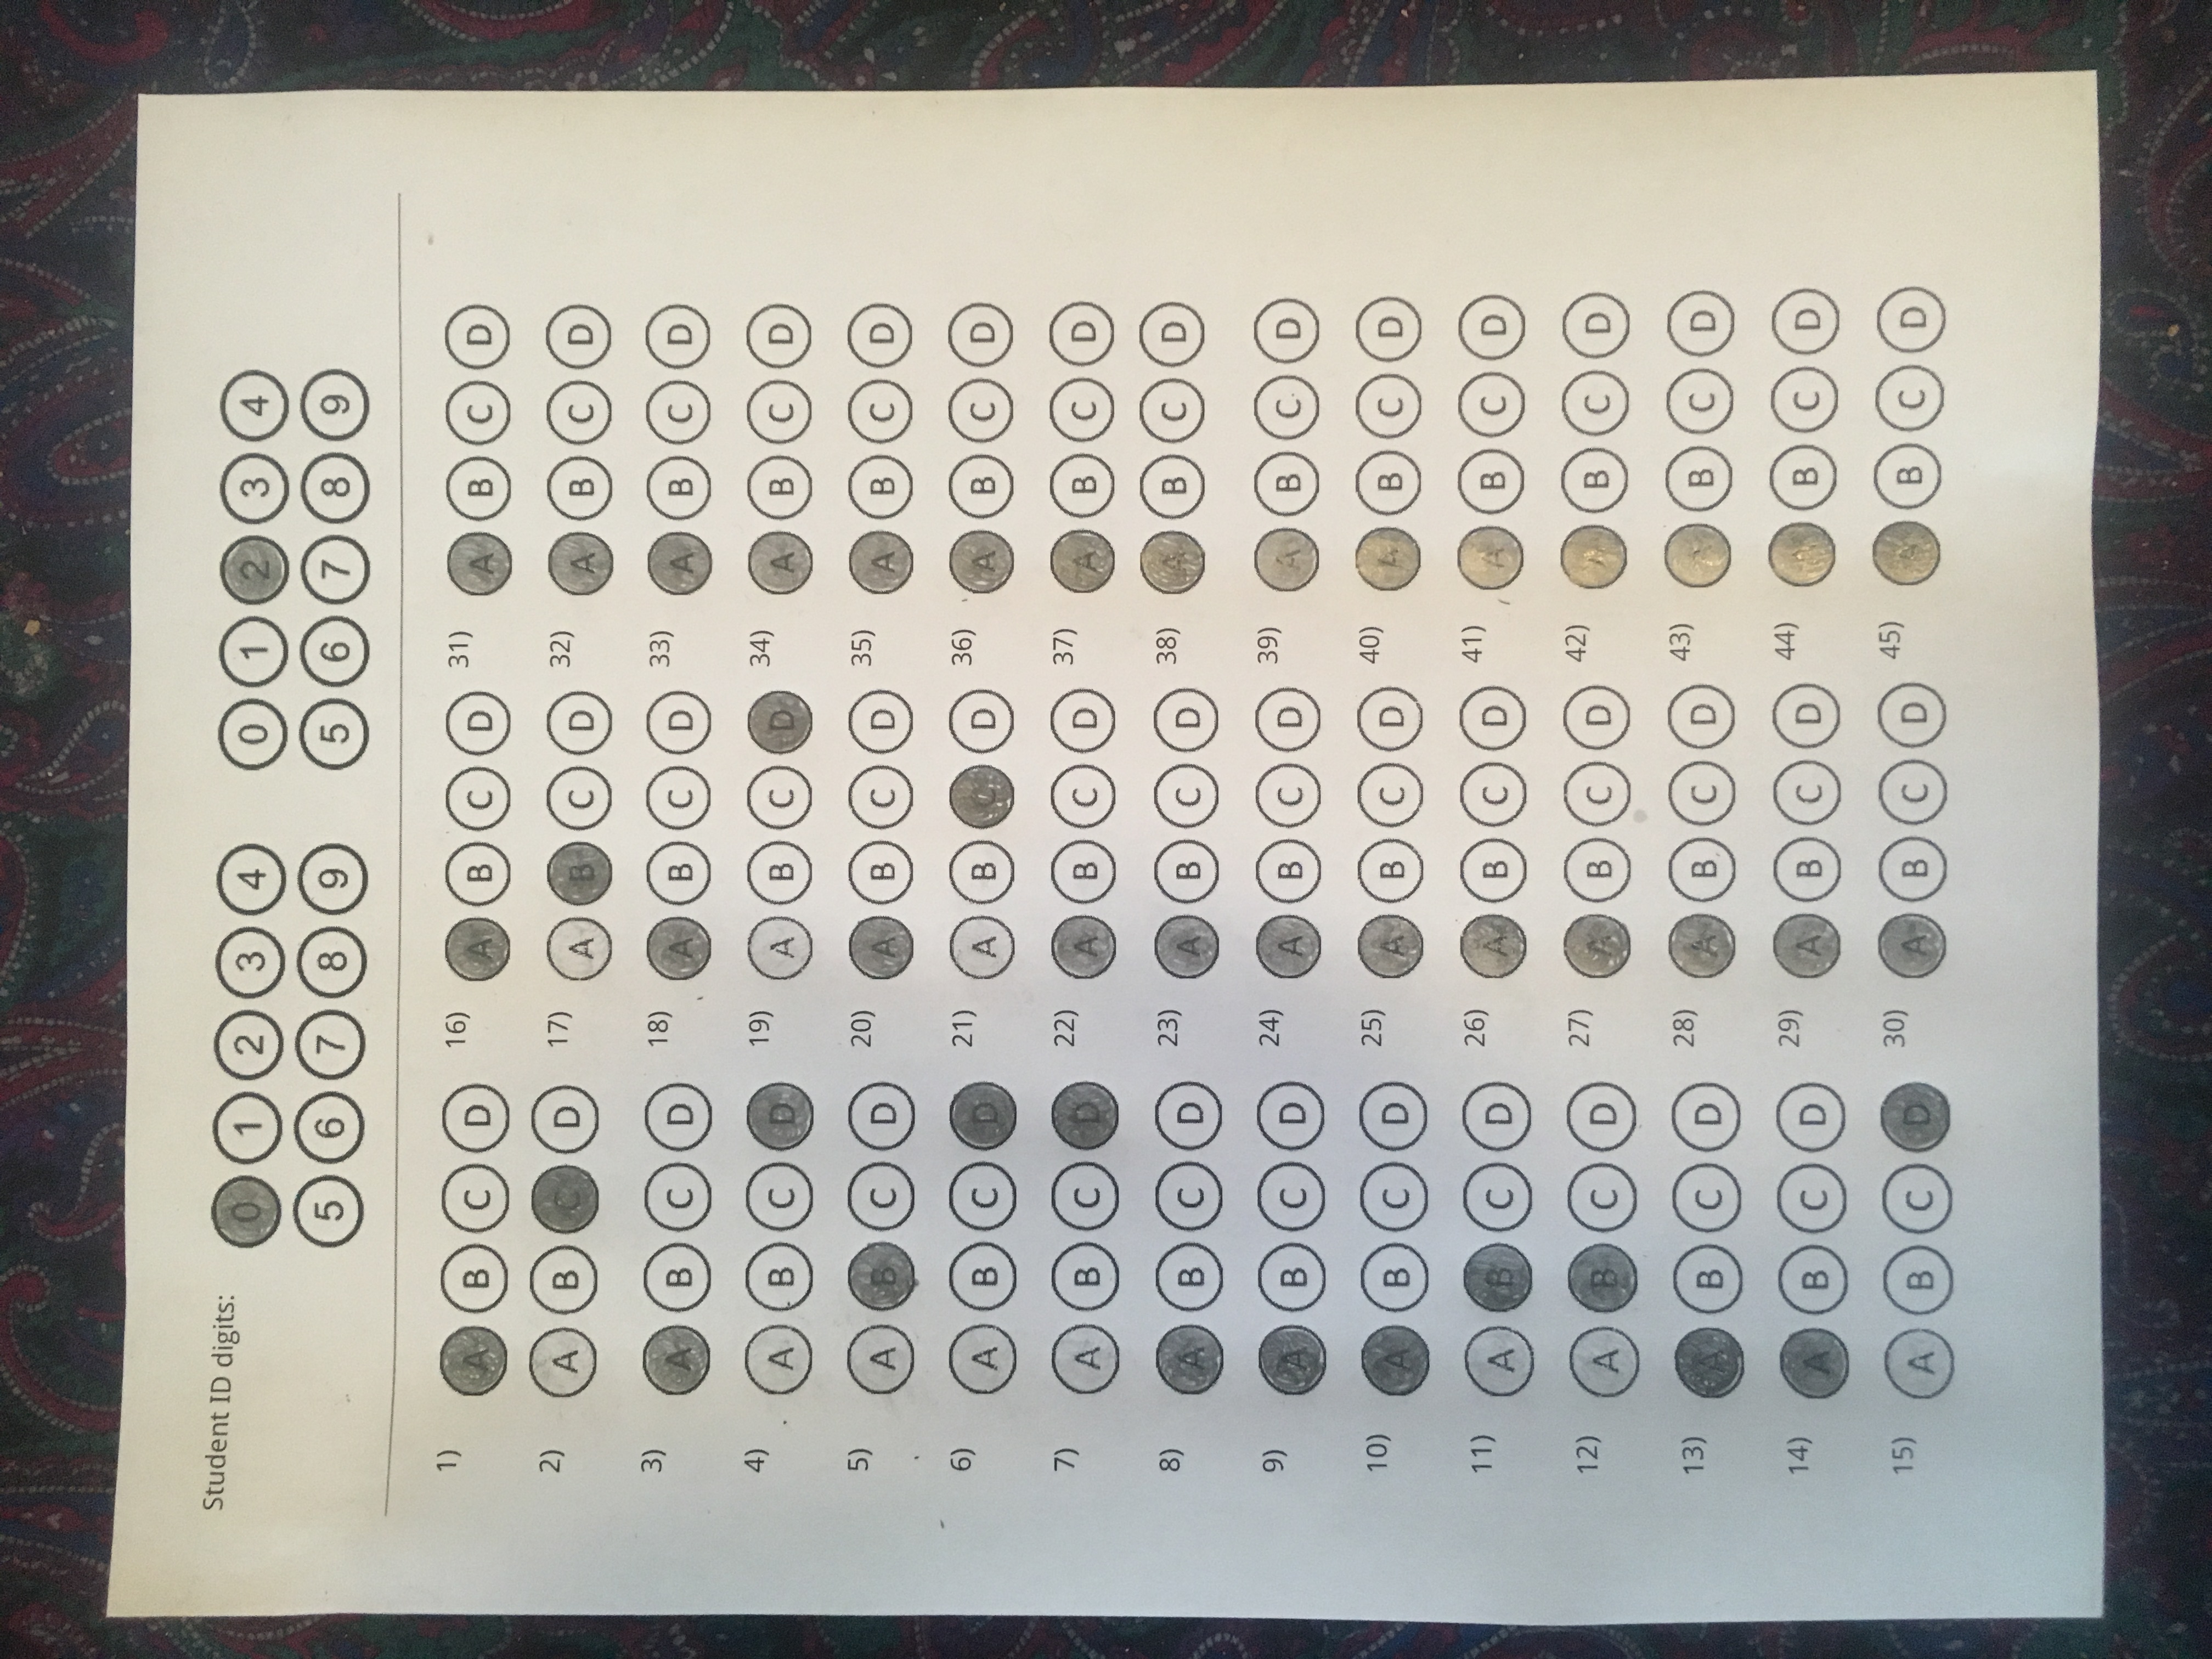 Student ID digits: 0 1 2 3 4 0 1 2 3 4
5 6 7 8 9 5 6 7 8 9
1) A B C D 16) A B C D 31) A B C D
2) A B C D 17) A B C D 32) A B C D
3) A B C D 18) A B C D 33) A B C D
4) A B C D 19) A B C D 34) A B C D
5) A B C D 20) A B C D 35) A B C D
6) A B C D 21) A B C D 36) A B C D
7) A B C D 22) A B C D 37) A B C D
8) A B C D 23) A B C D 38) A B C D
9) A B C D 24) A B C D 39) A B C D
10) A B C D 25) A B C D 40) A B C D
11) A B C D 26) A B C D 41) A B C D
12) A B C D 27) A B C D 42) A B C D
13) A B C D 28) A B C D 43) A B C D
14) A B C D 29) A B C D 44) A B C D
15) A B C D 30) A B C D 45) A B C D